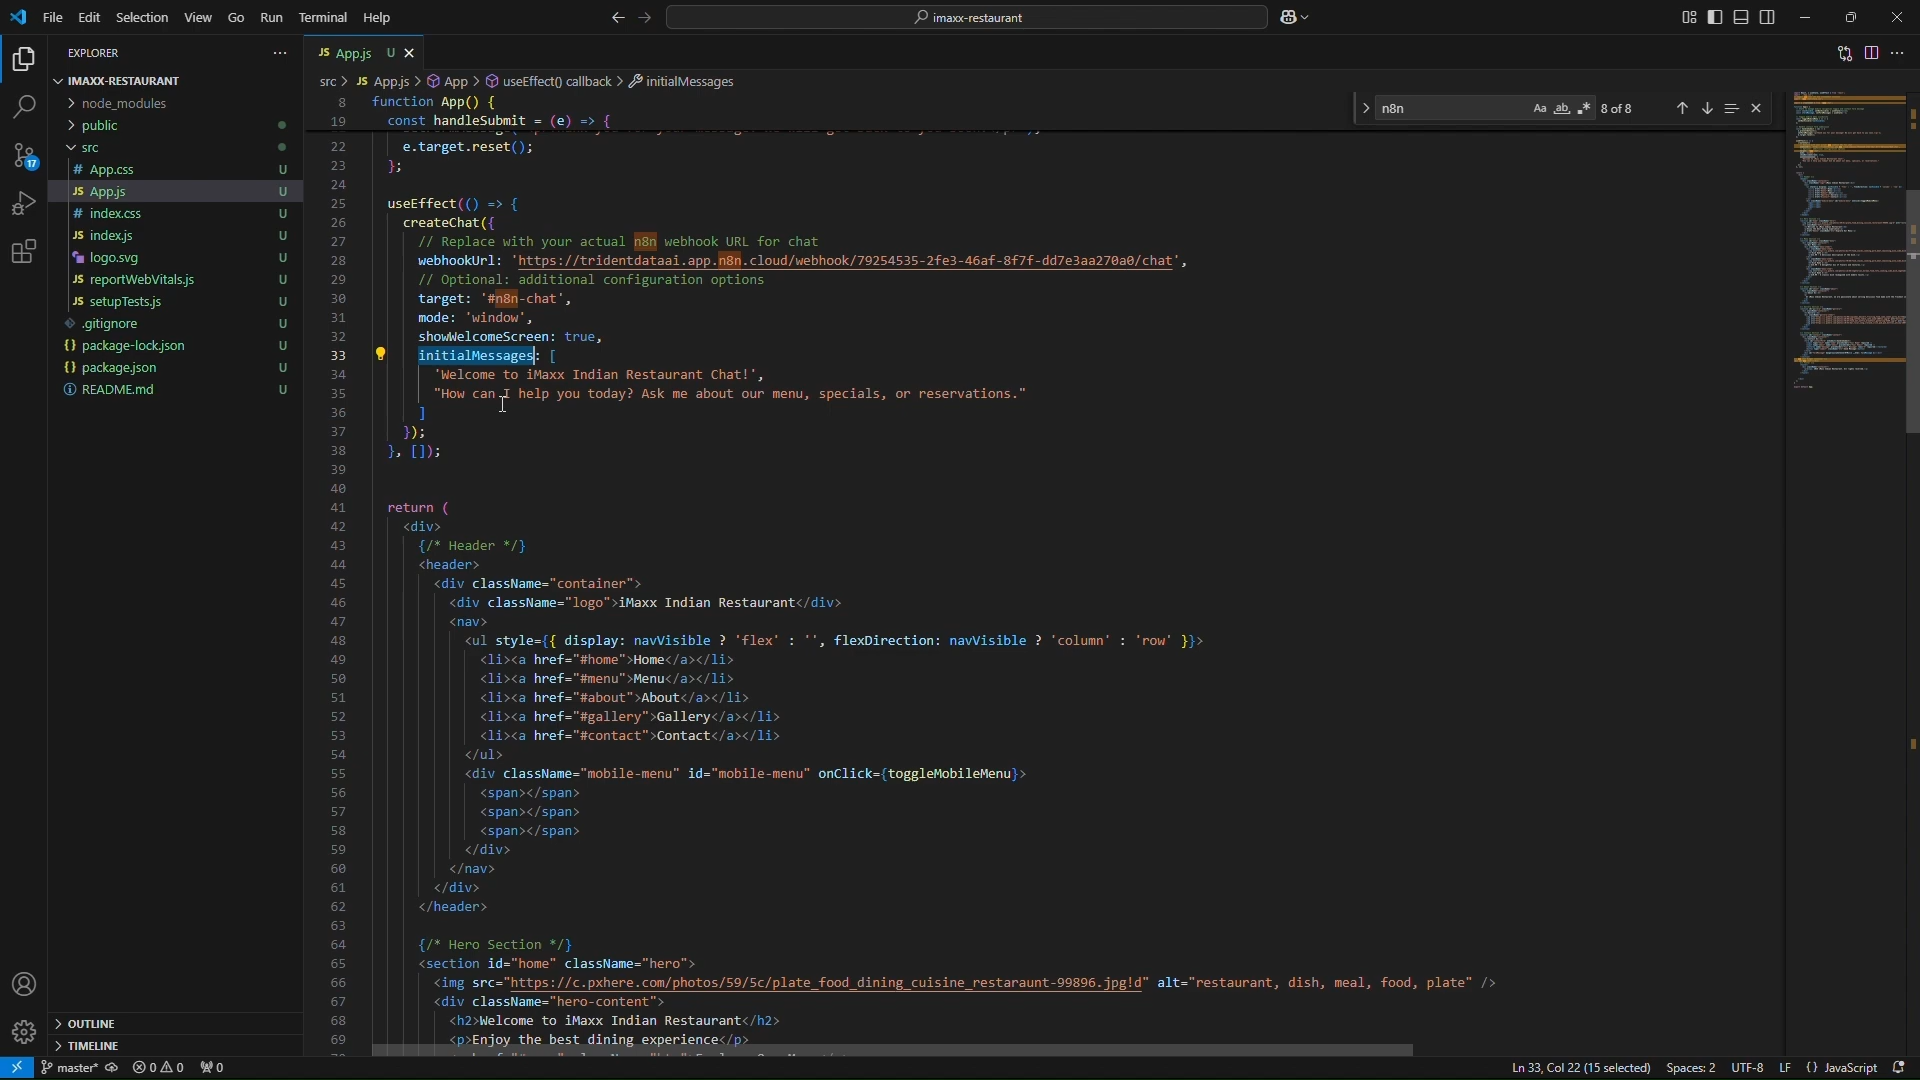 File Edit Selection View Go Run Terminal Help
imaxx-restaurant
EXPLORER
IMAXX-RESTAURANT
node_modules
public
src
# App.css U
JS App.js U
# index.css U
JS index.js U
logo.svg U
JS reportWebVitals.js U
JS setupTests.js U
.gitignore U
{} package-lock.json U
{} package.json U
README.md U
17
OUTLINE
TIMELINE
JS App.js U
src > JS App.js > App > useEffect() callback > initialMessages
n8n Aa ab 8 of 8
8 function App() {
19 const handleSubmit = (e) => {
22 e.target.reset();
23 };
24
25 useEffect(() => {
26 createChat({
27 // Replace with your actual n8n webhook URL for chat
28 webhookUrl: 'https://tridentdataai.app.n8n.cloud/webhook/79254535-2fe3-46af-8f7f-dd7e3aa270a0/chat',
29 // Optional: additional configuration options
30 target: '#n8n-chat',
31 mode: 'window',
32 showWelcomeScreen: true,
33 initialMessages: [
34 'Welcome to iMaxx Indian Restaurant Chat!',
35 "How can I help you today? Ask me about our menu, specials, or reservations."
36 ]
37 });
38 }, []);
39
40
41 return (
42 <div>
43 {/* Header */}
44 <header>
45 <div className="container">
46 <div className="logo">iMaxx Indian Restaurant</div>
47 <nav>
48 <ul style={{ display: navVisible ? 'flex' : '', flexDirection: navVisible ? 'column' : 'row' }}>
49 <li><a href="#home">Home</a></li>
50 <li><a href="#menu">Menu</a></li>
51 <li><a href="#about">About</a></li>
52 <li><a href="#gallery">Gallery</a></li>
53 <li><a href="#contact">Contact</a></li>
54 </ul>
55 <div className="mobile-menu" id="mobile-menu" onClick={toggleMobileMenu}>
56 <span></span>
57 <span></span>
58 <span></span>
59 </div>
60 </nav>
61 </div>
62 </header>
63
64 {/* Hero Section */}
65 <section id="home" className="hero">
66 <img src="https://c.pxhere.com/photos/59/5c/plate_food_dining_cuisine_restaraunt-99896.jpg!d" alt="restaurant, dish, meal, food, plate" />
67 <div className="hero-content">
68 <h2>Welcome to iMaxx Indian Restaurant</h2>
69 <p>Enjoy the best dining experience</p>
master* 0 0 0 Ln 33, Col 22 (15 selected) Spaces: 2 UTF-8 LF {} JavaScript